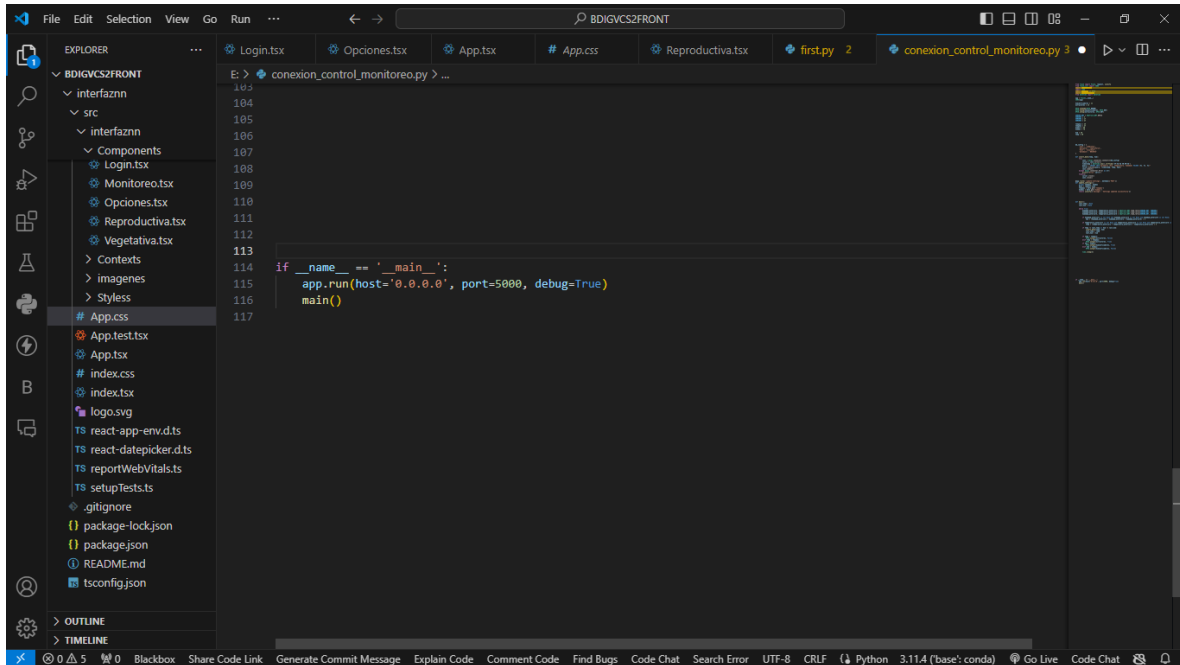 File Edit Selection View Go Run ··· BDIGVCS2FRONT
EXPLORER ···
1
BDIGVCS2FRONT
interfaznn
src
interfaznn
Components
Login.tsx
Monitoreo.tsx
Opciones.tsx
Reproductiva.tsx
Vegetativa.tsx
Contexts
imagenes
Styless
# App.css
App.test.tsx
App.tsx
# index.css
index.tsx
logo.svg
TS react-app-env.d.ts
TS react-datepicker.d.ts
TS reportWebVitals.ts
TS setupTests.ts
.gitignore
{} package-lock.json
{} package.json
README.md
tsconfig.json
OUTLINE
TIMELINE
Login.tsx Opciones.tsx App.tsx # App.css Reproductiva.tsx first.py 2 conexion_control_monitoreo.py 3
E: > conexion_control_monitoreo.py > ...
103
104
105
106
107
108
109
110
111
112
113
114 if __name__ == '__main__':
115 app.run(host='0.0.0.0', port=5000, debug=True)
116 main()
117
0 5 0 Blackbox Share Code Link Generate Commit Message Explain Code Comment Code Find Bugs Code Chat Search Error UTF-8 CRLF Python 3.11.4 ('base': conda) Go Live Code Chat